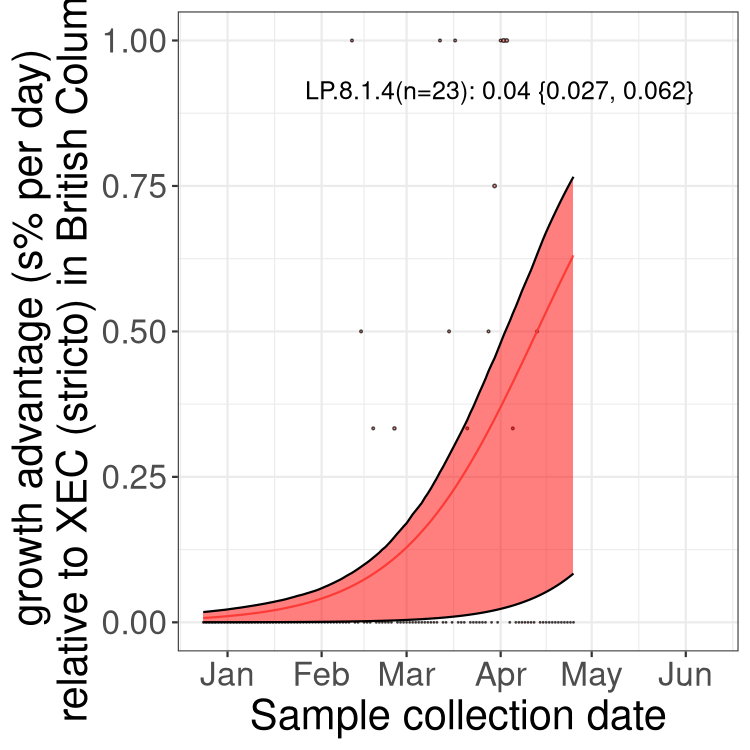 growth advantage (s% per day)
relative to XEC (stricto) in British Colum
1.00
0.75
0.50
0.25
0.00
LP.8.1.4(n=23): 0.04 {0.027, 0.062}
Jan Feb Mar Apr May Jun
Sample collection date